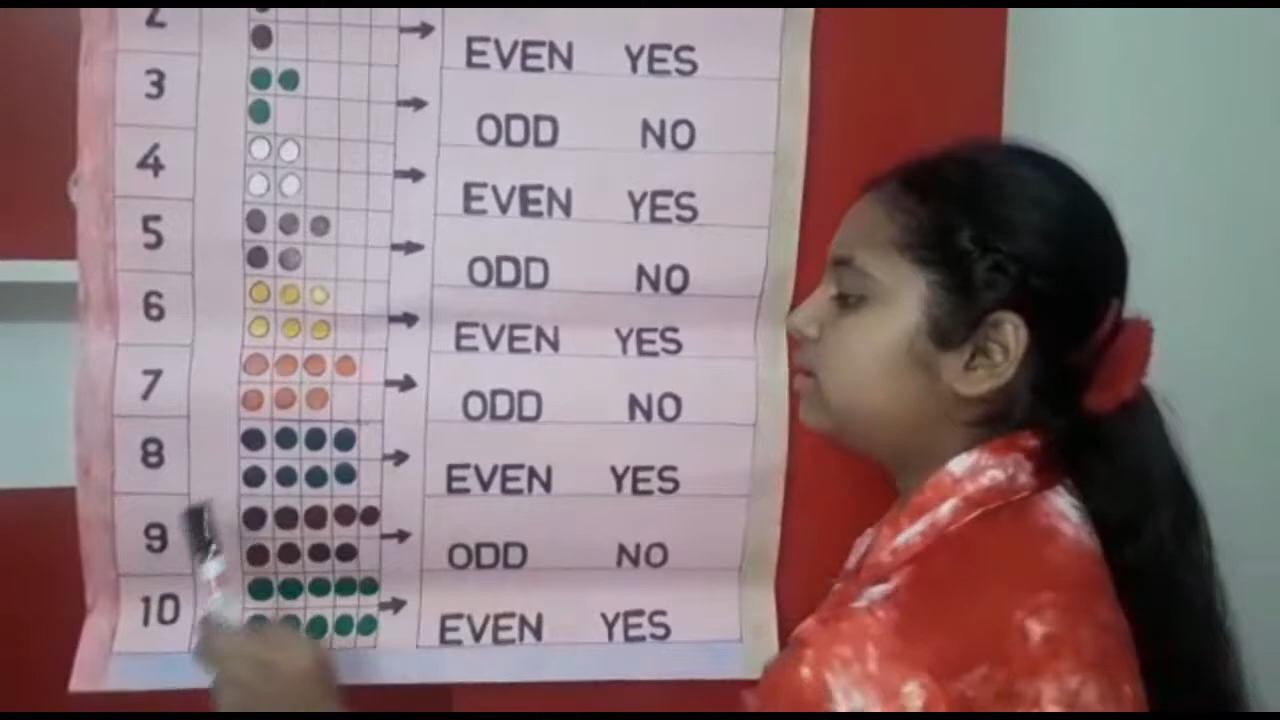 2 EVEN YES
3 ODD NO
4 EVEN YES
5 ODD NO
6 EVEN YES
7 ODD NO
8 EVEN YES
9 ODD NO
10 EVEN YES